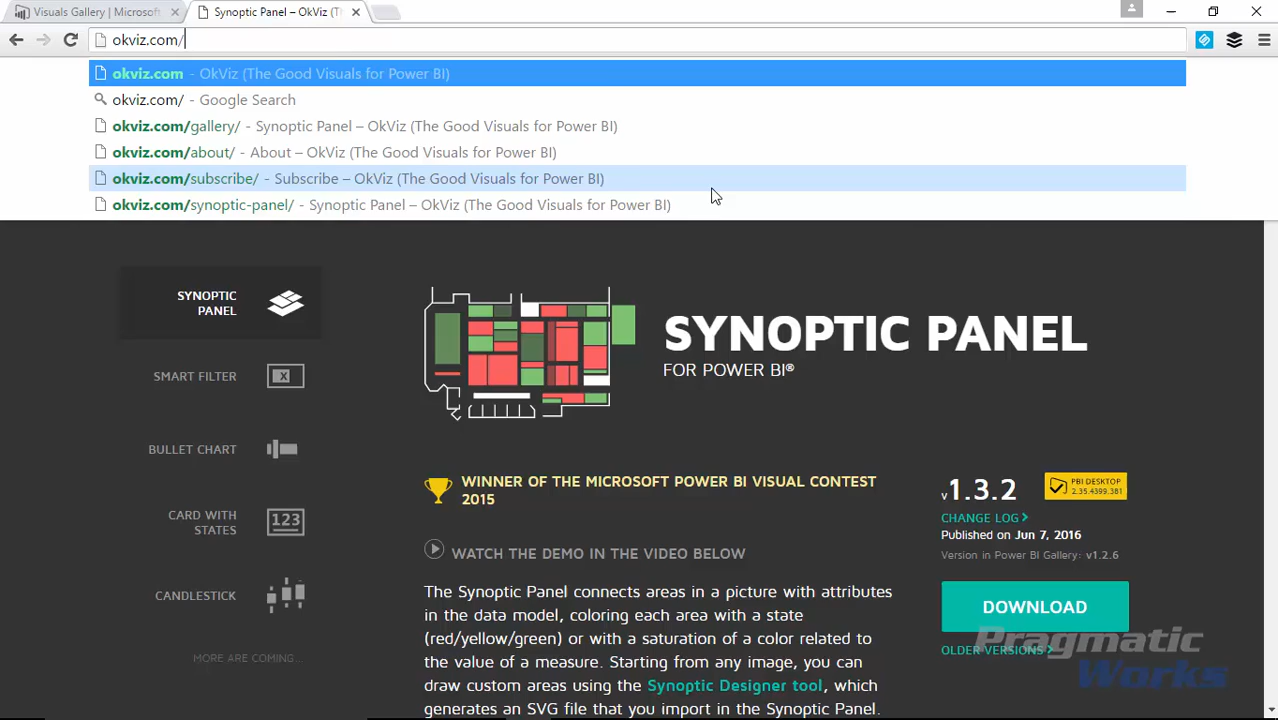 Visuals Gallery | Microsof
Synoptic Panel – OkViz (Th
okviz.com/
okviz.com - OkViz (The Good Visuals for Power BI)
okviz.com/ - Google Search
okviz.com/gallery/ - Synoptic Panel – OkViz (The Good Visuals for Power BI)
okviz.com/about/ - About – OkViz (The Good Visuals for Power BI)
okviz.com/subscribe/ - Subscribe – OkViz (The Good Visuals for Power BI)
okviz.com/synoptic-panel/ - Synoptic Panel – OkViz (The Good Visuals for Power BI)
SYNOPTIC
PANEL
SMART FILTER
BULLET CHART
CARD WITH
STATES
123
CANDLESTICK
MORE ARE COMING...
SYNOPTIC PANEL
FOR POWER BI®
WINNER OF THE MICROSOFT POWER BI VISUAL CONTEST
2015
WATCH THE DEMO IN THE VIDEO BELOW
The Synoptic Panel connects areas in a picture with attributes
in the data model, coloring each area with a state
(red/yellow/green) or with a saturation of a color related to
the value of a measure. Starting from any image, you can
draw custom areas using the Synoptic Designer tool, which
generates an SVG file that you import in the Synoptic Panel.
v1.3.2
PBI DESKTOP
2.35.4399.381
CHANGE LOG >
Published on Jun 7, 2016
Version in Power BI Gallery: v1.2.6
DOWNLOAD
OLDER VERSIONS >
Pragmatic
Works